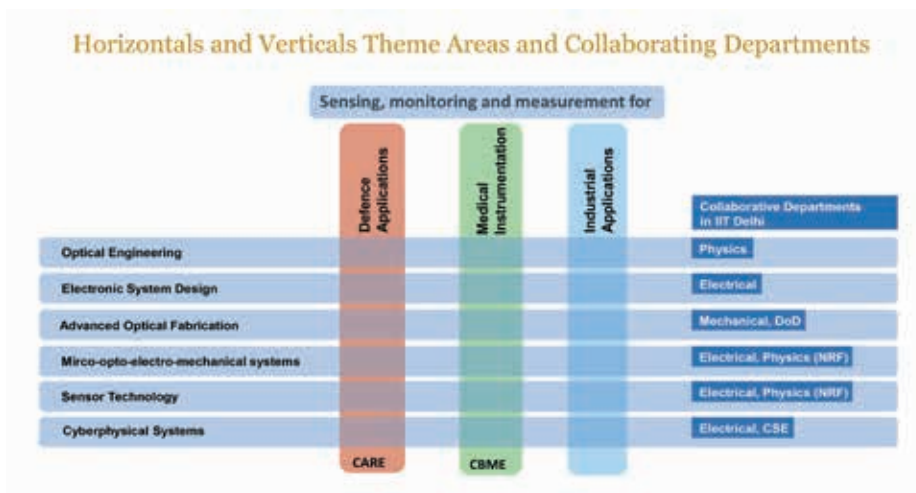 Horizontals and Verticals Theme Areas and Collaborating Departments
Sensing, monitoring and measurement for
Defence
Applications
Medical
Instrumentation
Industrial
Applications
Collaborative Departments
in IIT Delhi
Optical Engineering
Physics
Electronic System Design
Electrical
Advanced Optical Fabrication
Mechanical, DoD
Mirco-opto-electro-mechanical systems
Electrical, Physics (NRF)
Sensor Technology
Electrical, Physics (NRF)
Cyberphysical Systems
Electrical, CSE
CARE
CBME